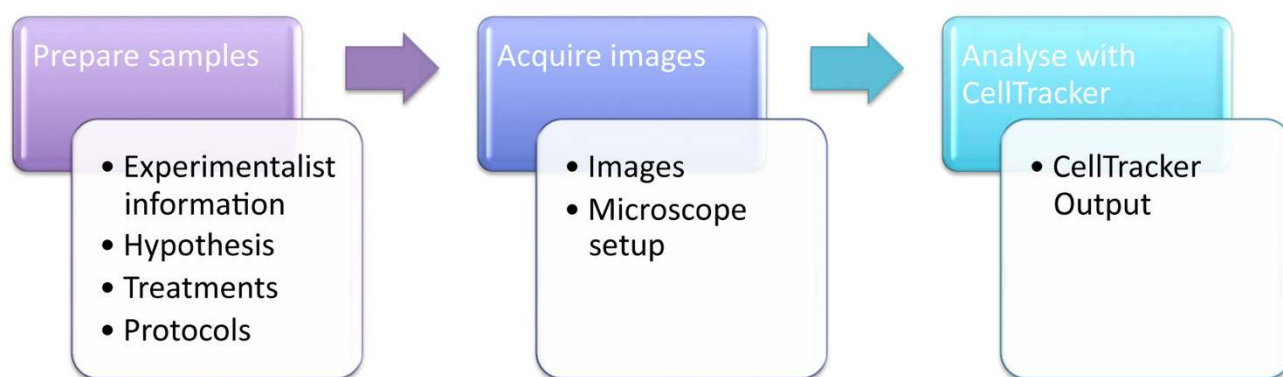 Prepare samples
• Experimentalist
information
• Hypothesis
• Treatments
• Protocols
Acquire images
• Images
• Microscope
setup
Analyse with
CellTracker
• CellTracker
Output